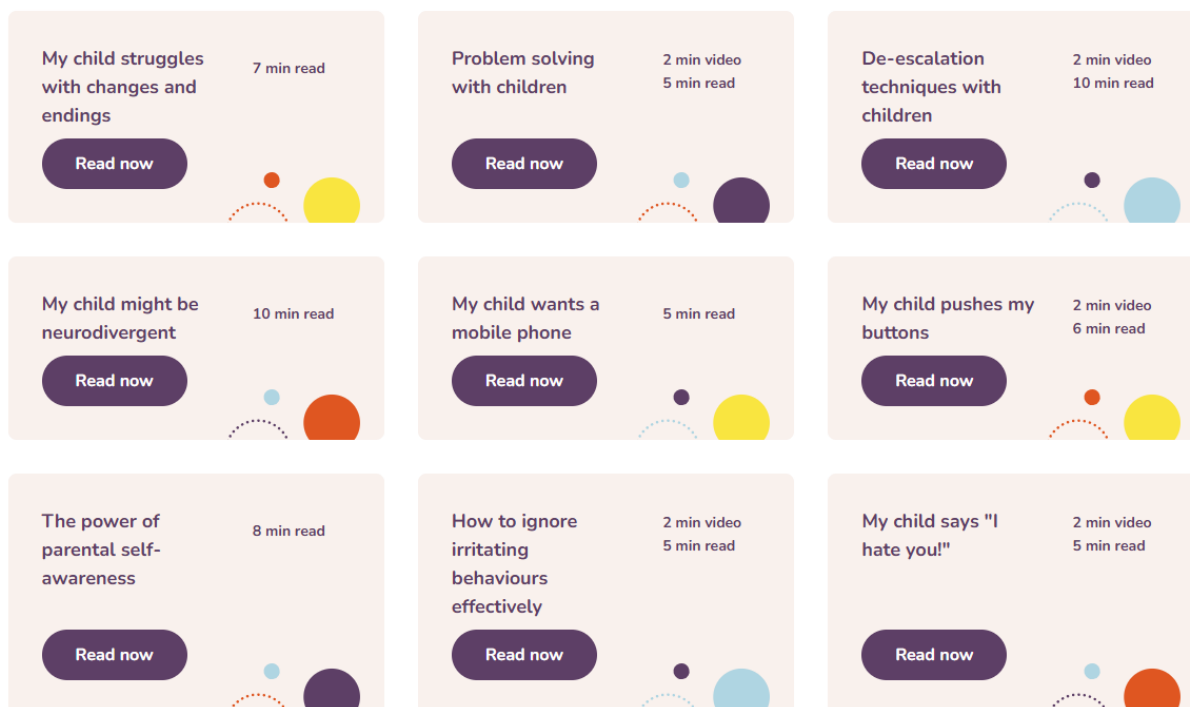 My child struggles
with changes and
endings
7 min read
Read now
Problem solving
with children
2 min video
5 min read
Read now
De-escalation
techniques with
children
2 min video
10 min read
Read now
My child might be
neurodivergent
10 min read
Read now
My child wants a
mobile phone
5 min read
Read now
My child pushes my
buttons
2 min video
6 min read
Read now
The power of
parental self-
awareness
8 min read
Read now
How to ignore
irritating
behaviours
effectively
2 min video
5 min read
Read now
My child says "I
hate you!"
2 min video
5 min read
Read now